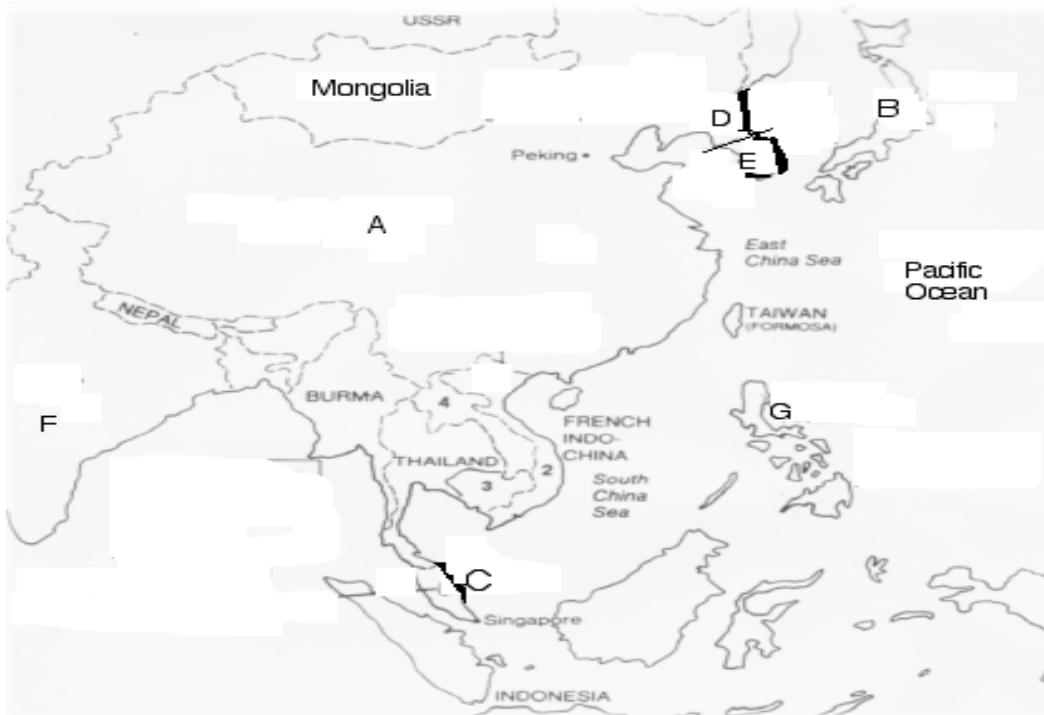 USSR
Mongolia
B
D
Peking
E
A
East
China Sea
Pacific
Ocean
NEPAL
TAIWAN
(FORMOSA)
BURMA
4
G
F
FRENCH
INDO-
CHINA
THAILAND
2
3
South
China
Sea
C
Singapore
INDONESIA